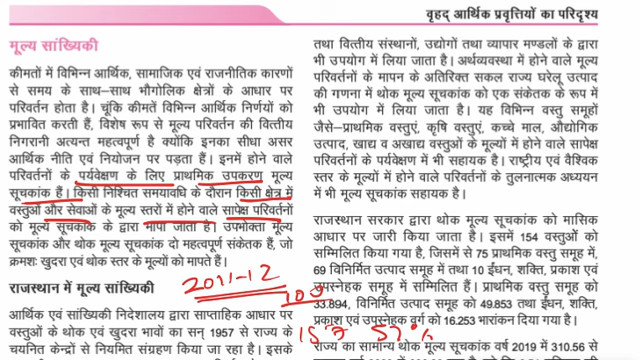 वृहद् आर्थिक प्रवृत्तियों का परिदृश्य
मूल्य सांख्यिकी
कीमतों में विभिन्न आर्थिक, सामाजिक एवं राजनीतिक कारणों
से समय के साथ-साथ भौगोलिक क्षेत्रों के आधार पर
परिवर्तन होता है। चूंकि कीमतें विभिन्न आर्थिक निर्णयों को
प्रभावित करती हैं, विशेष रूप से मूल्य परिवर्तन की वित्तीय
निगरानी अत्यन्त महत्वपूर्ण है क्योंकि इनका सीधा असर
आर्थिक नीति एवं नियोजन पर पड़ता हैं। इनमें होने वाले
परिवर्तनों के पर्यवेक्षण के लिए प्राथमिक उपकरण मूल्य
सूचकांक हैं। किसी निश्चित समयावधि के दौरान किसी क्षेत्र में
वस्तुओं और सेवाओं के मूल्य स्तरों में होने वाले सापेक्ष परिवर्तनों
को मूल्य सूचकांक के द्वारा मापा जाता है। उपभोक्ता मूल्य
सूचकांक और थोक मूल्य सूचकांक दो महत्वपूर्ण संकेतक हैं, जो
क्रमशः खुदरा एवं थोक स्तर के मूल्यों को मापते हैं।
2011-12
100
राजस्थान में मूल्य सांख्यिकी
157 57%
आर्थिक एवं सांख्यिकी निदेशालय द्वारा साप्ताहिक आधार पर
वस्तुओं के थोक एवं खुदरा भावों का सन् 1957 से राज्य के
चयनित केन्द्रों से नियमित संग्रहण किया जा रहा है। इसके
तथा वित्तीय संस्थानों, उद्योगों तथा व्यापार मण्डलों के द्वारा
भी उपयोग में लिया जाता है। अर्थव्यवस्था में होने वाले मूल्य
परिवर्तनों के मापन के अतिरिक्त सकल राज्य घरेलू उत्पाद
की गणना में थोक मूल्य सूचकांक को एक संकेतक के रूप में
भी उपयोग में लिया जाता है। यह विभिन्न वस्तु समूहों
जैसे-प्राथमिक वस्तुएं, कृषि वस्तुएं, कच्चे माल, औद्योगिक
उत्पाद, खाद्य व अखाद्य वस्तुओं के मूल्यों में होने वाले सापेक्ष
परिवर्तनों के पर्यवेक्षण में भी सहायक है। राष्ट्रीय एवं वैश्विक
स्तर के मूल्यों में होने वाले परिवर्तनों के तुलनात्मक अध्ययन
में भी मूल्य सूचकांक सहायक है।
राजस्थान सरकार द्वारा थोक मूल्य सूचकांक को मासिक
आधार पर जारी किया जाता है। इसमें 154 वस्तुओं को
सम्मिलित किया गया है, जिसमें से 75 प्राथमिक वस्तु समूह में,
69 विनिर्मित उत्पाद समूह में तथा 10 ईंधन, शक्ति, प्रकाश एवं
उपस्नेहक समूह में सम्मिलित हैं। प्राथमिक वस्तु समूह को
33.894, विनिर्मित उत्पाद समूह को 49.853 तथा ईंधन, शक्ति,
प्रकाश एवं उपस्नेहक वर्ग को 16.253 भारांकन दिया गया है।
राज्य का सामान्य थोक मूल्य सूचकांक वर्ष 2019 में 310.56 से